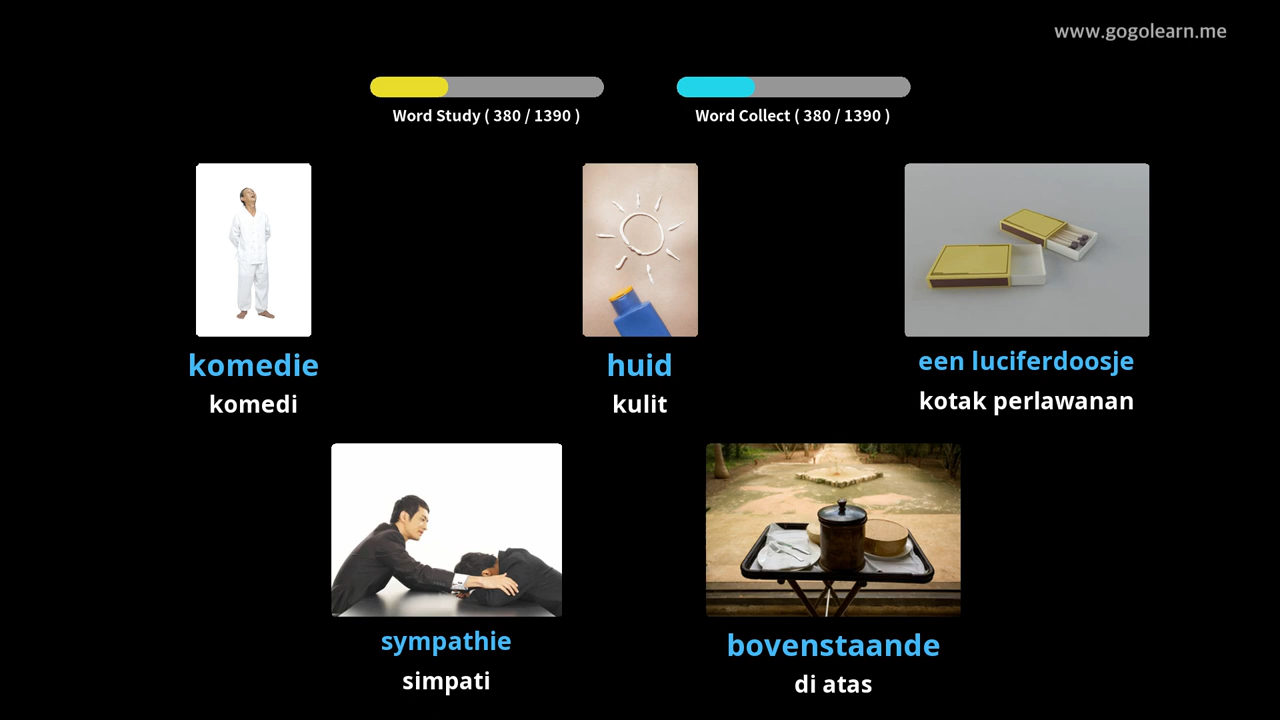 www.gogolearn.me
Word Study ( 380 / 1390 )
Word Collect ( 380 / 1390 )
komedie
komedi
huid
kulit
een luciferdoosje
kotak perlawanan
sympathie
simpati
bovenstaande
di atas